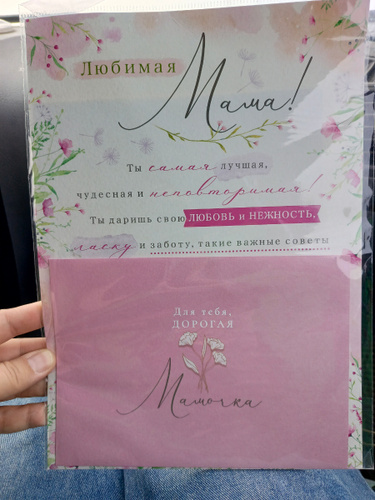 Любимая
Мама!
Ты самая лучшая,
чудесная и неповторимая!
Ты даришь свою ЛЮБОВЬ и НЕЖНОСТЬ,
ласку и заботу, такие важные советы
Для тебя,
ДОРОГАЯ
Мамочка